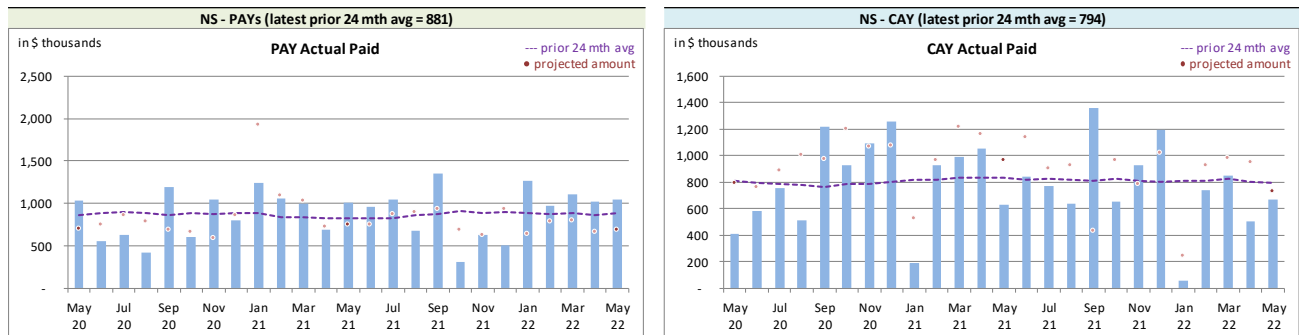 NS - PAYs (latest prior 24 mth avg = 881)
in $ thousands
PAY Actual Paid
--- prior 24 mth avg
• projected amount
2,500
2,000
1,500
1,000
500
-
May Jul Sep Nov Jan Mar May Jul Sep Nov Jan Mar May
20 20 20 20 21 21 21 21 21 21 22 22 22
NS - CAY (latest prior 24 mth avg = 794)
in $ thousands
CAY Actual Paid
--- prior 24 mth avg
• projected amount
1,600
1,400
1,200
1,000
800
600
400
200
-
May Jul Sep Nov Jan Mar May Jul Sep Nov Jan Mar May
20 20 20 20 21 21 21 21 21 21 22 22 22